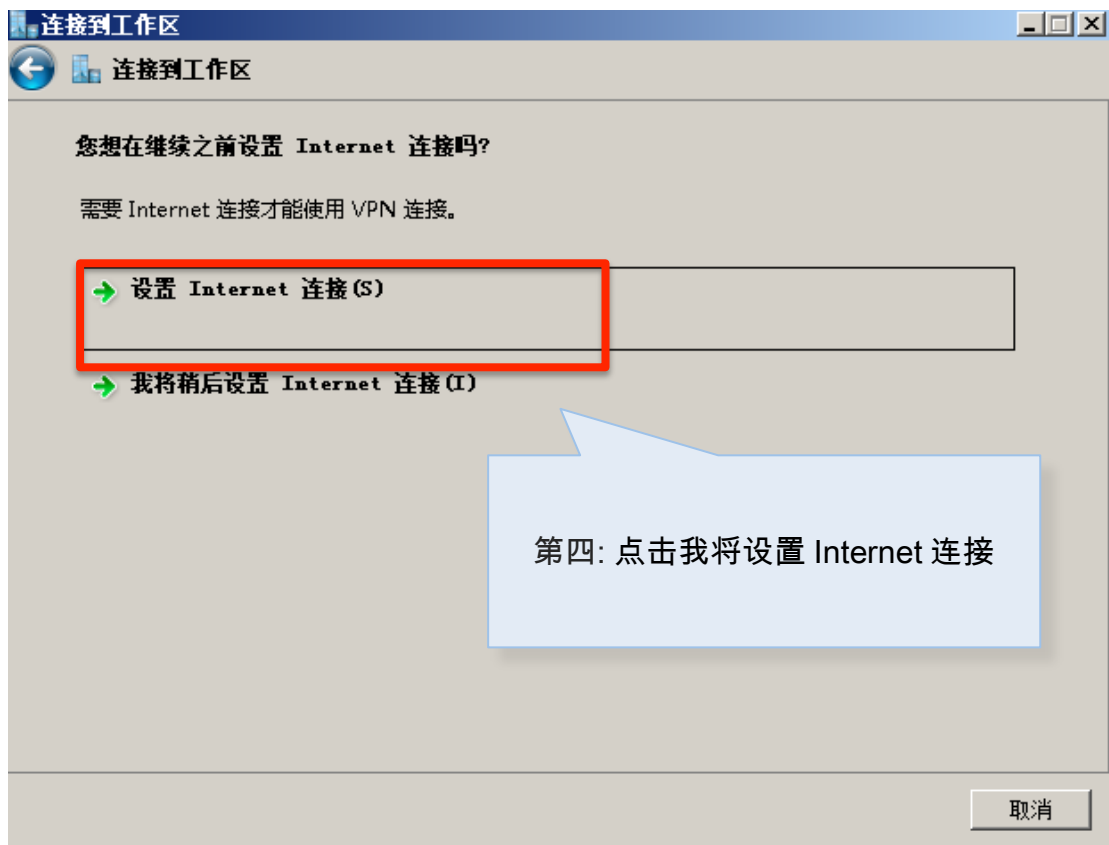 连接到工作区
连接到工作区
您想在继续之前设置 Internet 连接吗?
需要 Internet 连接才能使用 VPN 连接。
设置 Internet 连接(S)
我将稍后设置 Internet 连接(I)
第四: 点击我将设置 Internet 连接
取消